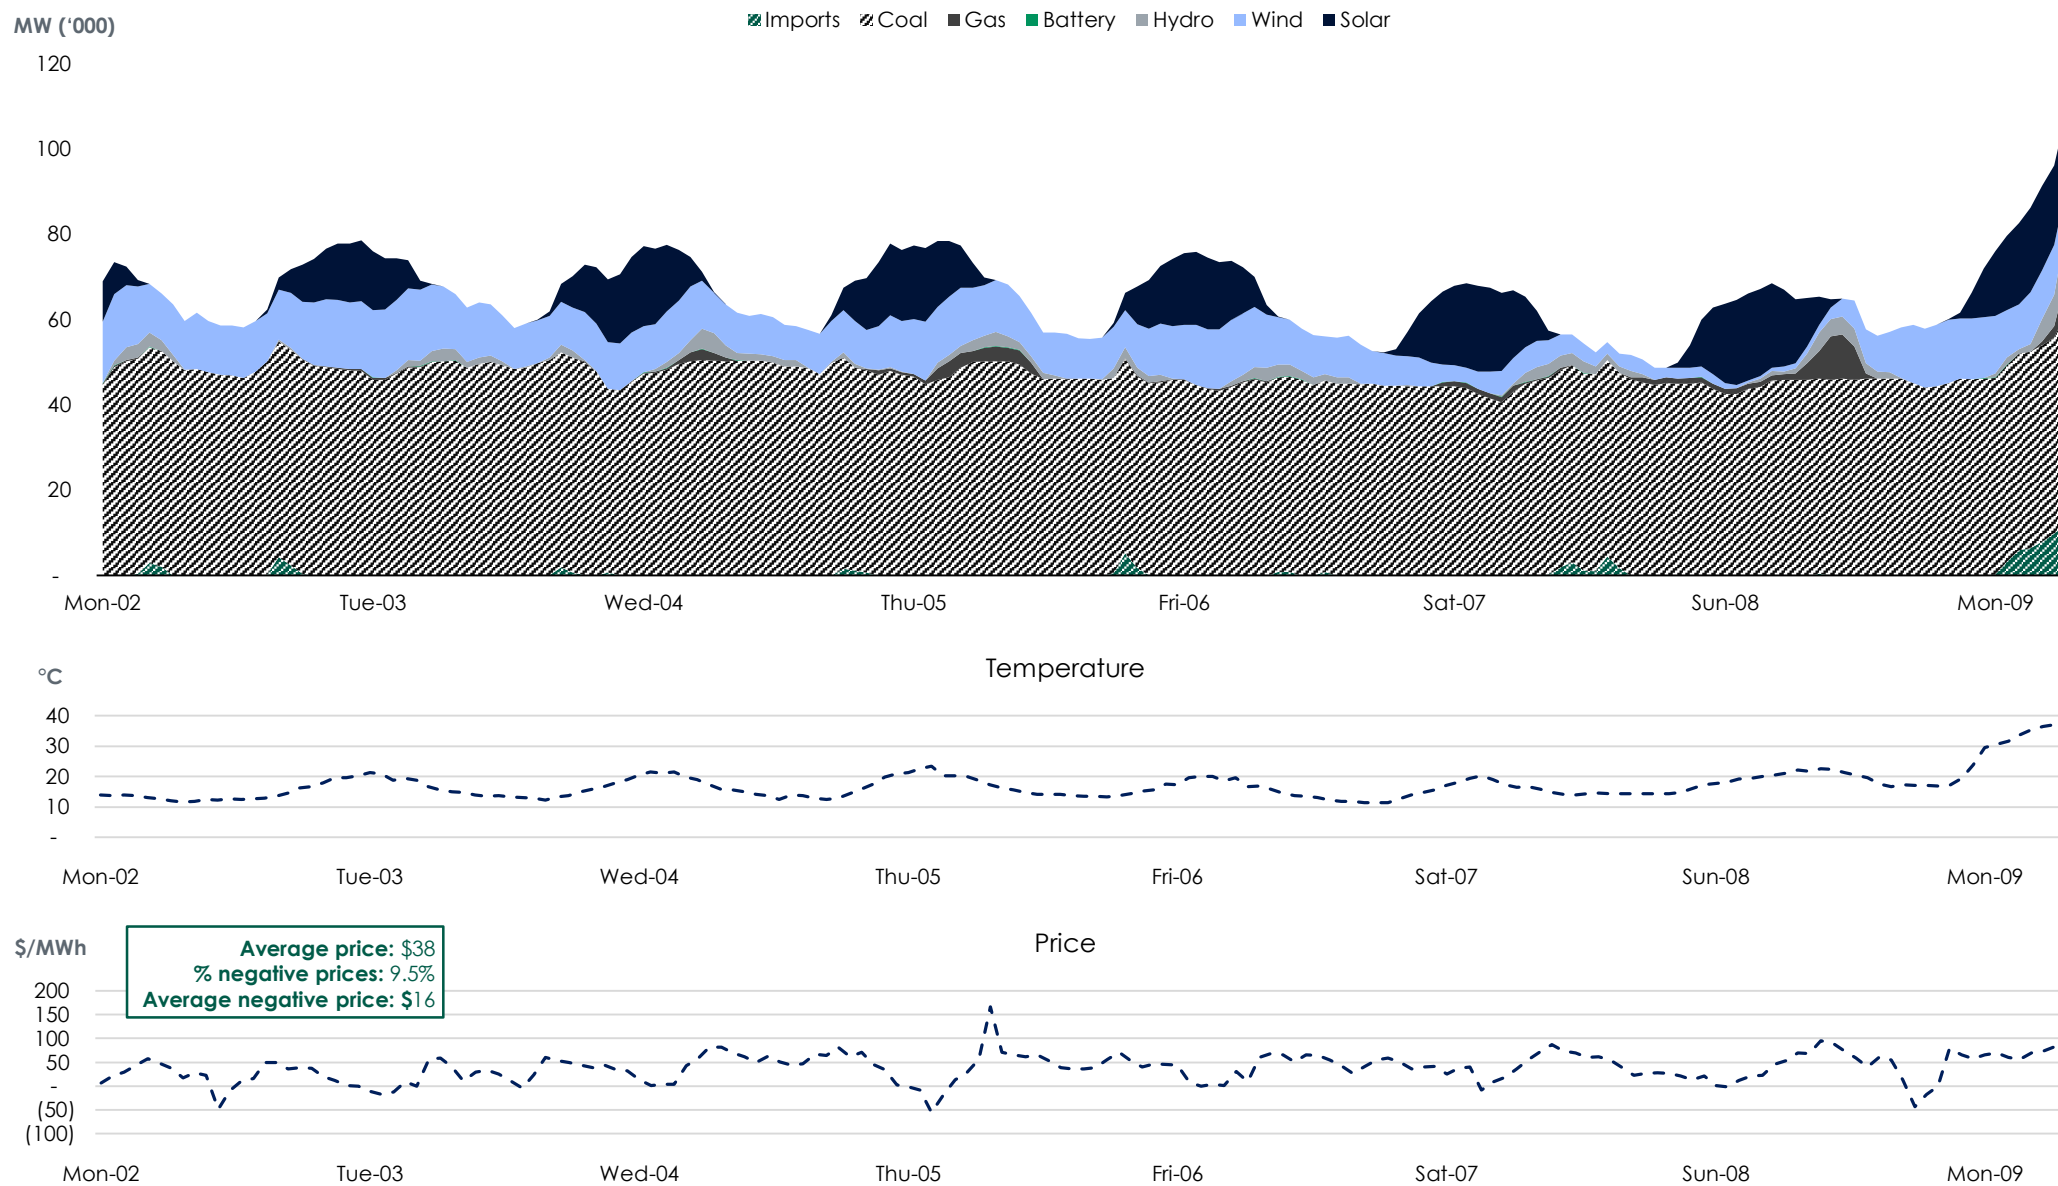 MW (‘000)
Imports Coal Gas Battery Hydro Wind Solar
120
100
80
60
40
20
-
Mon-02 Tue-03 Wed-04 Thu-05 Fri-06 Sat-07 Sun-08 Mon-09
Temperature
°C
40
30
20
10
-
Mon-02 Tue-03 Wed-04 Thu-05 Fri-06 Sat-07 Sun-08 Mon-09
Price
$/MWh
Average price: $38
% negative prices: 9.5%
Average negative price: $16
200
150
100
50
-
(50)
(100)
Mon-02 Tue-03 Wed-04 Thu-05 Fri-06 Sat-07 Sun-08 Mon-09